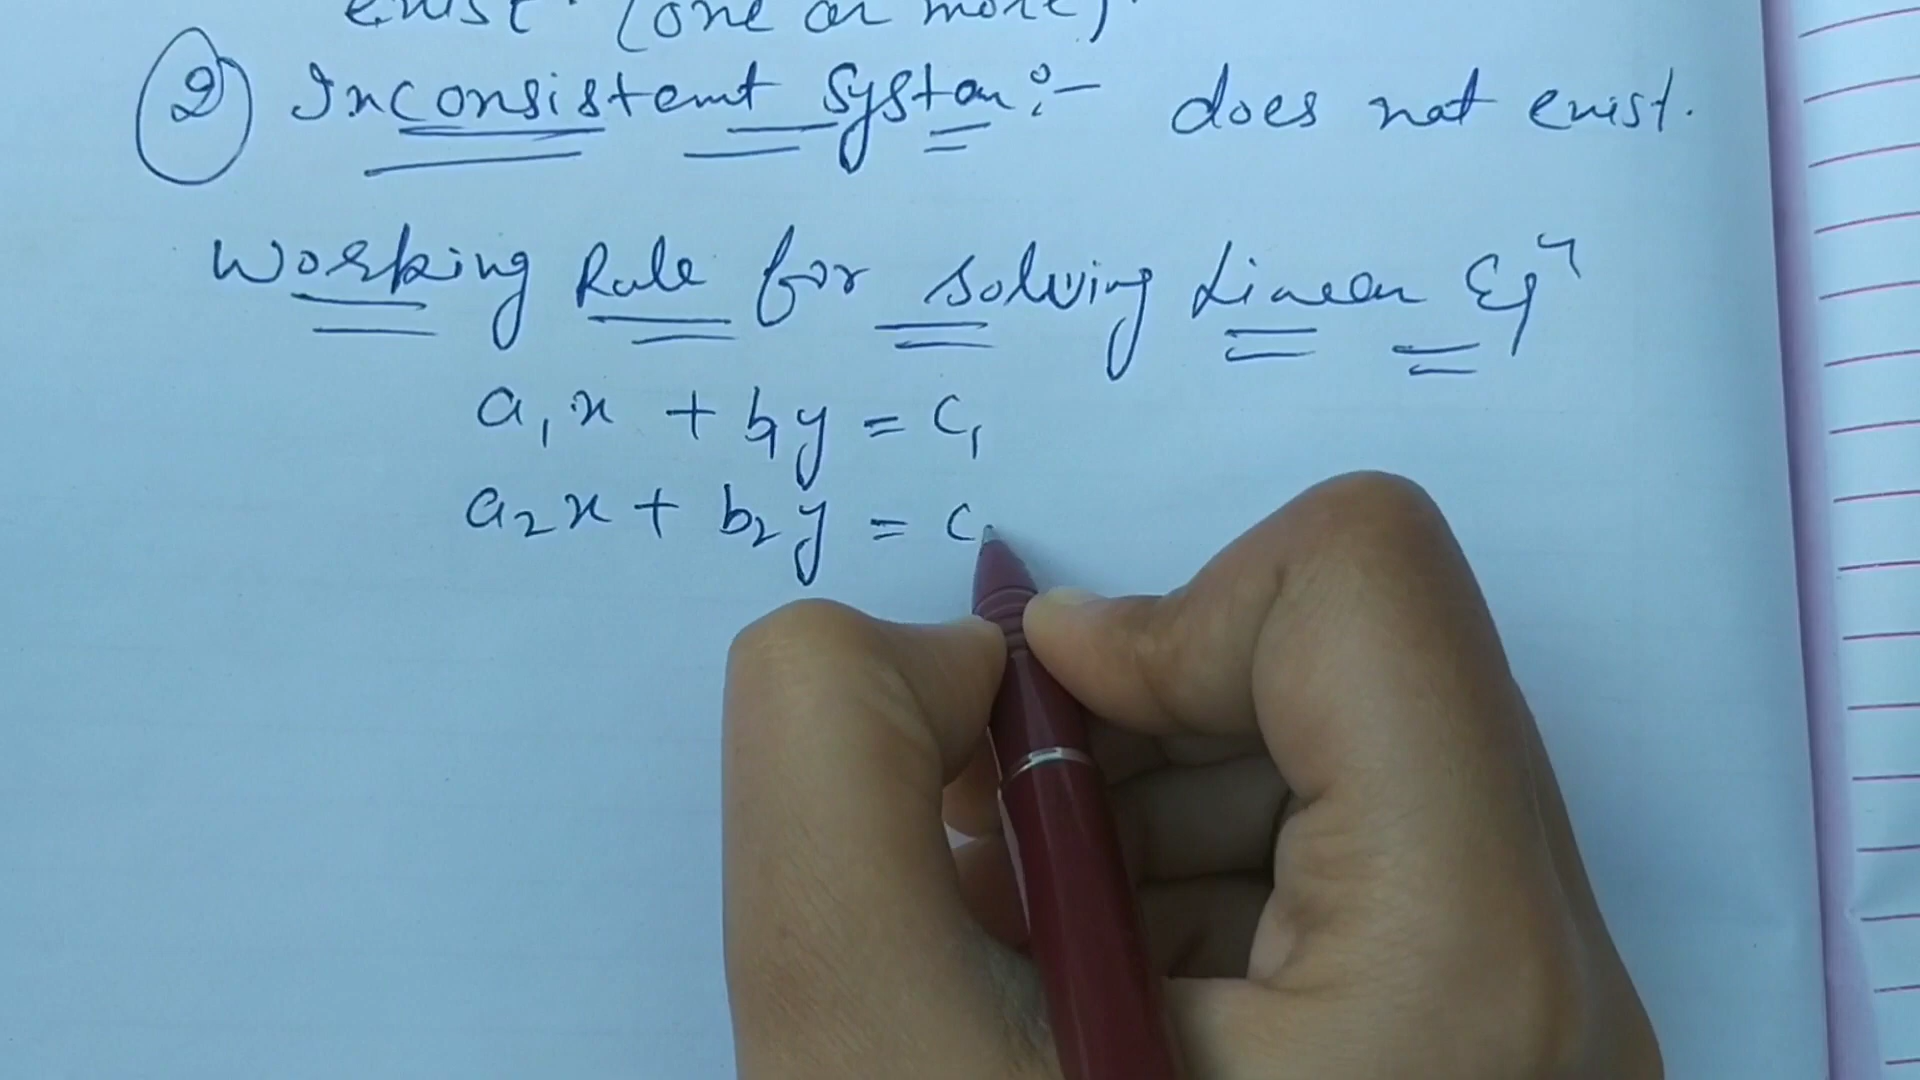 exist. (one or more).
② Inconsistent System :- does not exist.
Working Rule for solving Linear Eqⁿ
a₁x + b₁y = c₁
a₂x + b₂y = c